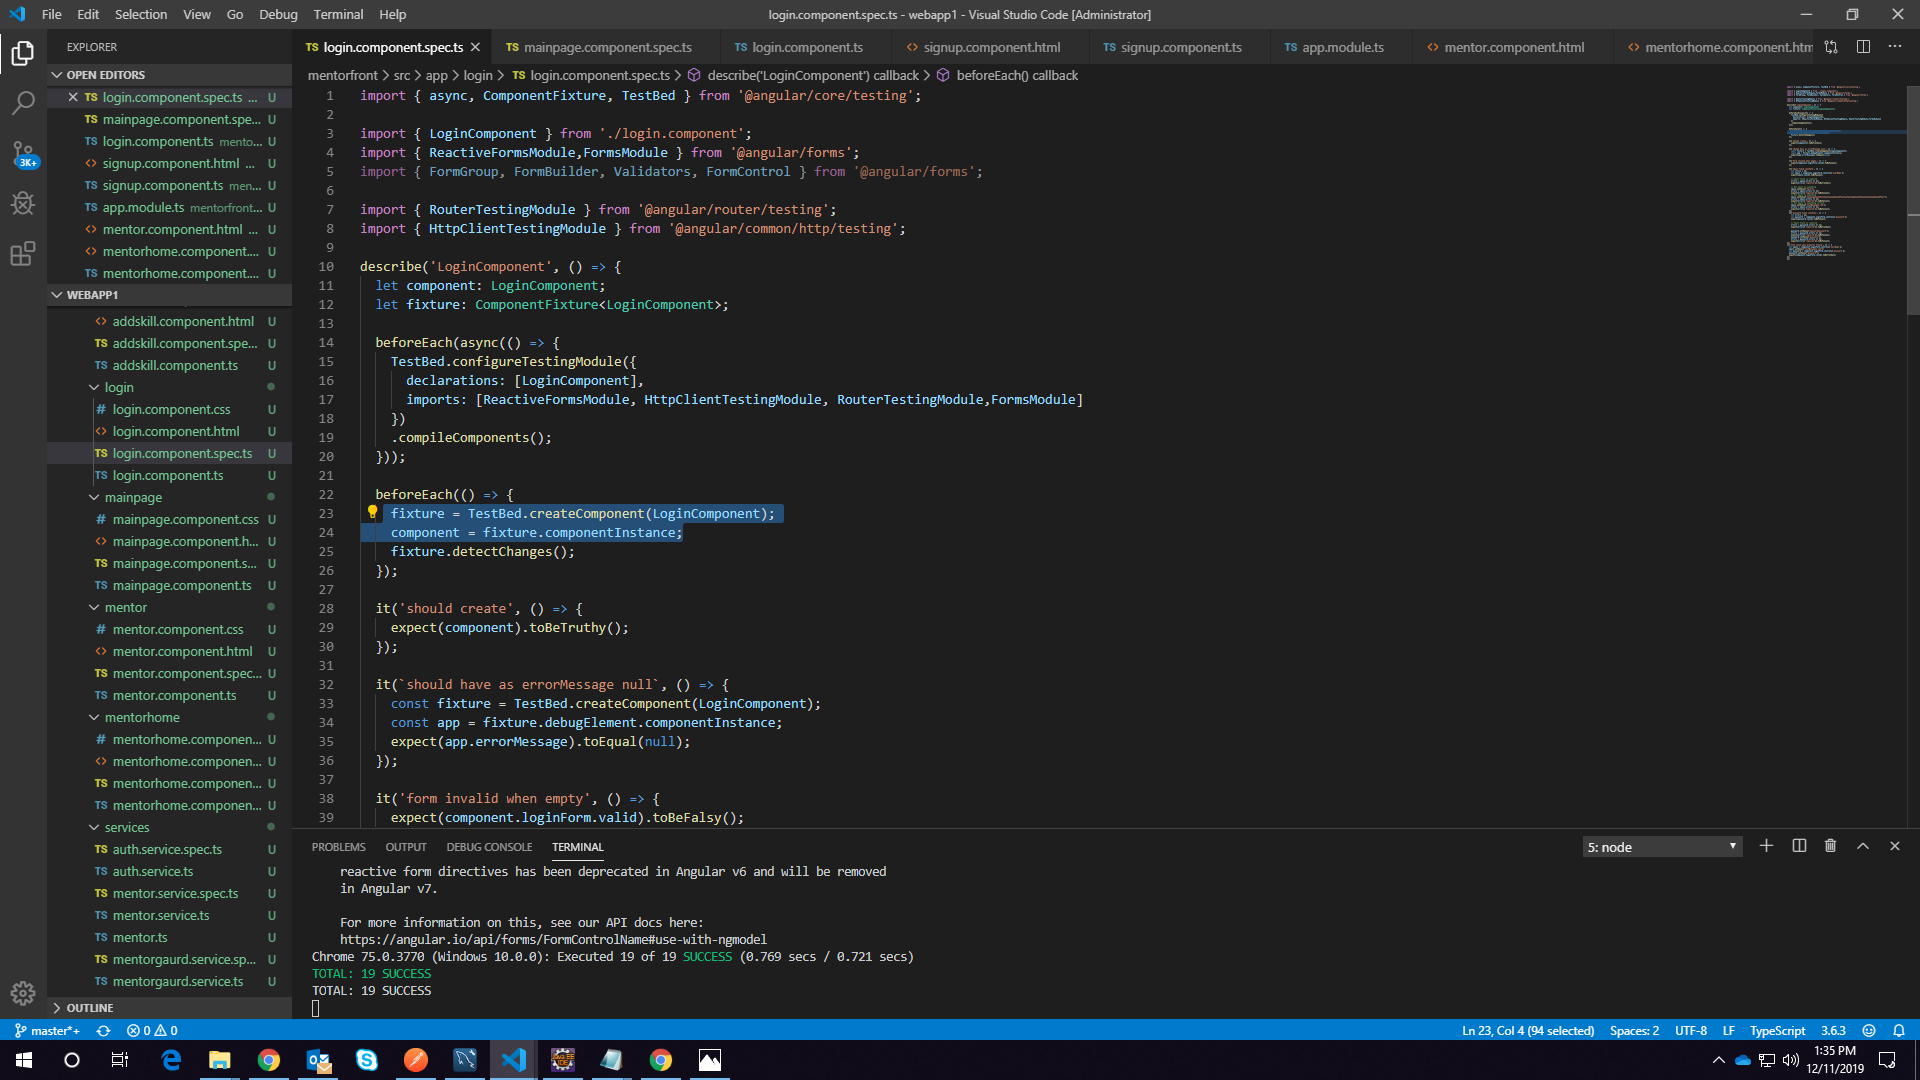 File Edit Selection View Go Debug Terminal Help
login.component.spec.ts - webapp1 - Visual Studio Code [Administrator]
EXPLORER
OPEN EDITORS
TS login.component.spec.ts ... U
TS mainpage.component.spe... U
TS login.component.ts mento... U
<> signup.component.html ... U
TS signup.component.ts men... U
TS app.module.ts mentorfront... U
<> mentor.component.html ... U
<> mentorhome.component.... U
TS mentorhome.component.... U
WEBAPP1
<> addskill.component.html U
TS addskill.component.spe... U
TS addskill.component.ts U
login
# login.component.css U
<> login.component.html U
TS login.component.spec.ts U
TS login.component.ts U
mainpage
# mainpage.component.css U
<> mainpage.component.h... U
TS mainpage.component.s... U
TS mainpage.component.ts U
mentor
# mentor.component.css U
<> mentor.component.html U
TS mentor.component.spec... U
TS mentor.component.ts U
mentorhome
# mentorhome.componen... U
<> mentorhome.componen... U
TS mentorhome.componen... U
TS mentorhome.componen... U
services
TS auth.service.spec.ts U
TS auth.service.ts U
TS mentor.service.spec.ts U
TS mentor.service.ts U
TS mentor.ts U
TS mentorgaurd.service.sp... U
TS mentorgaurd.service.ts U
OUTLINE
3K+
TS login.component.spec.ts TS mainpage.component.spec.ts TS login.component.ts <> signup.component.html TS signup.component.ts TS app.module.ts <> mentor.component.html <> mentorhome.component.htm
mentorfront > src > app > login > TS login.component.spec.ts > describe('LoginComponent') callback > beforeEach() callback
1 import { async, ComponentFixture, TestBed } from '@angular/core/testing';
2
3 import { LoginComponent } from './login.component';
4 import { ReactiveFormsModule,FormsModule } from '@angular/forms';
5 import { FormGroup, FormBuilder, Validators, FormControl } from '@angular/forms';
6
7 import { RouterTestingModule } from '@angular/router/testing';
8 import { HttpClientTestingModule } from '@angular/common/http/testing';
9
10 describe('LoginComponent', () => {
11 let component: LoginComponent;
12 let fixture: ComponentFixture<LoginComponent>;
13
14 beforeEach(async(() => {
15 TestBed.configureTestingModule({
16 declarations: [LoginComponent],
17 imports: [ReactiveFormsModule, HttpClientTestingModule, RouterTestingModule,FormsModule]
18 })
19 .compileComponents();
20 }));
21
22 beforeEach(() => {
23 fixture = TestBed.createComponent(LoginComponent);
24 component = fixture.componentInstance;
25 fixture.detectChanges();
26 });
27
28 it('should create', () => {
29 expect(component).toBeTruthy();
30 });
31
32 it(`should have as errorMessage null`, () => {
33 const fixture = TestBed.createComponent(LoginComponent);
34 const app = fixture.debugElement.componentInstance;
35 expect(app.errorMessage).toEqual(null);
36 });
37
38 it('form invalid when empty', () => {
39 expect(component.loginForm.valid).toBeFalsy();
PROBLEMS OUTPUT DEBUG CONSOLE TERMINAL 5: node
reactive form directives has been deprecated in Angular v6 and will be removed
in Angular v7.
For more information on this, see our API docs here:
https://angular.io/api/forms/FormControlName#use-with-ngmodel
Chrome 75.0.3770 (Windows 10.0.0): Executed 19 of 19 SUCCESS (0.769 secs / 0.721 secs)
TOTAL: 19 SUCCESS
TOTAL: 19 SUCCESS
master*+ 0 0 Ln 23, Col 4 (94 selected) Spaces: 2 UTF-8 LF TypeScript 3.6.3
1:35 PM
12/11/2019